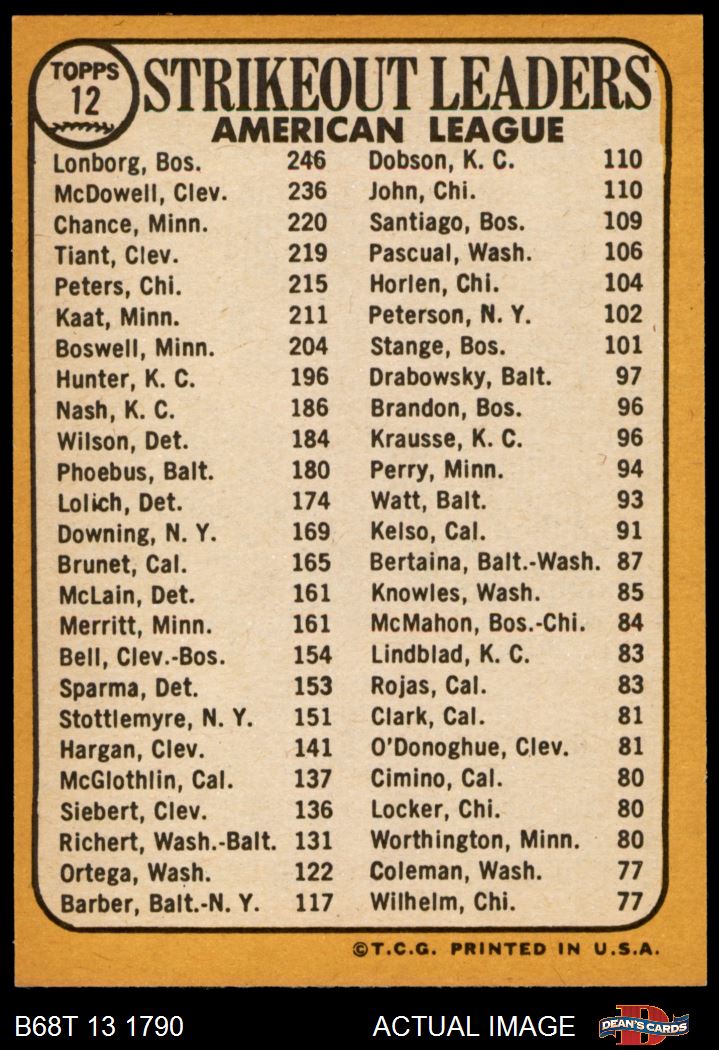 TOPPS
12
STRIKEOUT LEADERS
AMERICAN LEAGUE
Lonborg, Bos. 246
McDowell, Clev. 236
Chance, Minn. 220
Tiant, Clev. 219
Peters, Chi. 215
Kaat, Minn. 211
Boswell, Minn. 204
Hunter, K. C. 196
Nash, K. C. 186
Wilson, Det. 184
Phoebus, Balt. 180
Lolich, Det. 174
Downing, N. Y. 169
Brunet, Cal. 165
McLain, Det. 161
Merritt, Minn. 161
Bell, Clev.-Bos. 154
Sparma, Det. 153
Stottlemyre, N. Y. 151
Hargan, Clev. 141
McGlothlin, Cal. 137
Siebert, Clev. 136
Richert, Wash.-Balt. 131
Ortega, Wash. 122
Barber, Balt.-N. Y. 117
Dobson, K. C. 110
John, Chi. 110
Santiago, Bos. 109
Pascual, Wash. 106
Horlen, Chi. 104
Peterson, N. Y. 102
Stange, Bos. 101
Drabowsky, Balt. 97
Brandon, Bos. 96
Krausse, K. C. 96
Perry, Minn. 94
Watt, Balt. 93
Kelso, Cal. 91
Bertaina, Balt.-Wash. 87
Knowles, Wash. 85
McMahon, Bos.-Chi. 84
Lindblad, K. C. 83
Rojas, Cal. 83
Clark, Cal. 81
O'Donoghue, Clev. 81
Cimino, Cal. 80
Locker, Chi. 80
Worthington, Minn. 80
Coleman, Wash. 77
Wilhelm, Chi. 77
©T.C.G. PRINTED IN U.S.A.
B68T 13 1790 ACTUAL IMAGE
D
DEAN'S CARDS